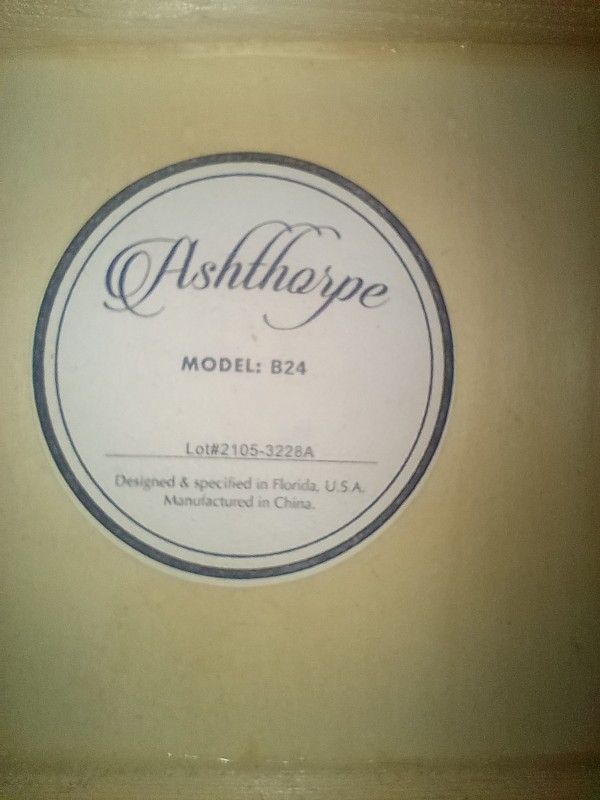 Ashthorpe
MODEL: B24
Lot#2105-3228A
Designed & specified in Florida, U.S.A.
Manufactured in China.